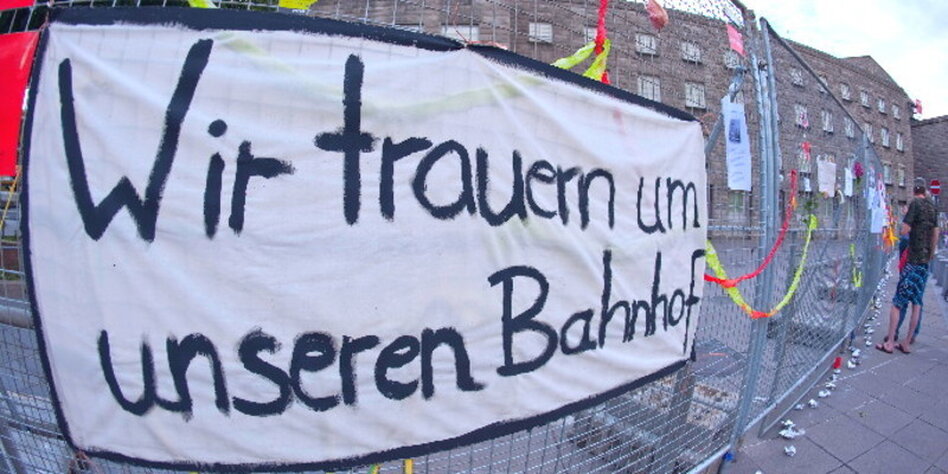 Wir trauern um
unseren Bahnhof